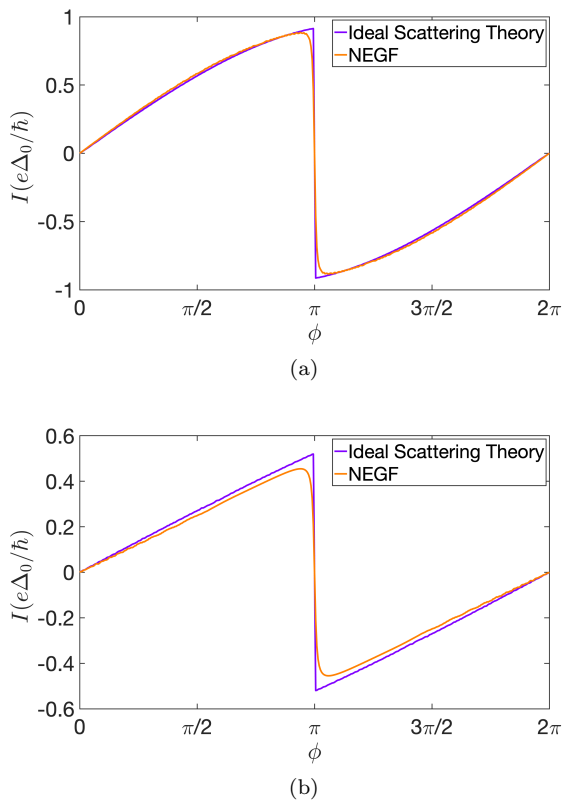 1
0.5
0
-0.5
-1
I(eΔ₀/ħ)
Ideal Scattering Theory
NEGF
0 π/2 π 3π/2 2π
ϕ
(a)
0.6
0.4
0.2
0
-0.2
-0.4
-0.6
I(eΔ₀/ħ)
Ideal Scattering Theory
NEGF
0 π/2 π 3π/2 2π
ϕ
(b)